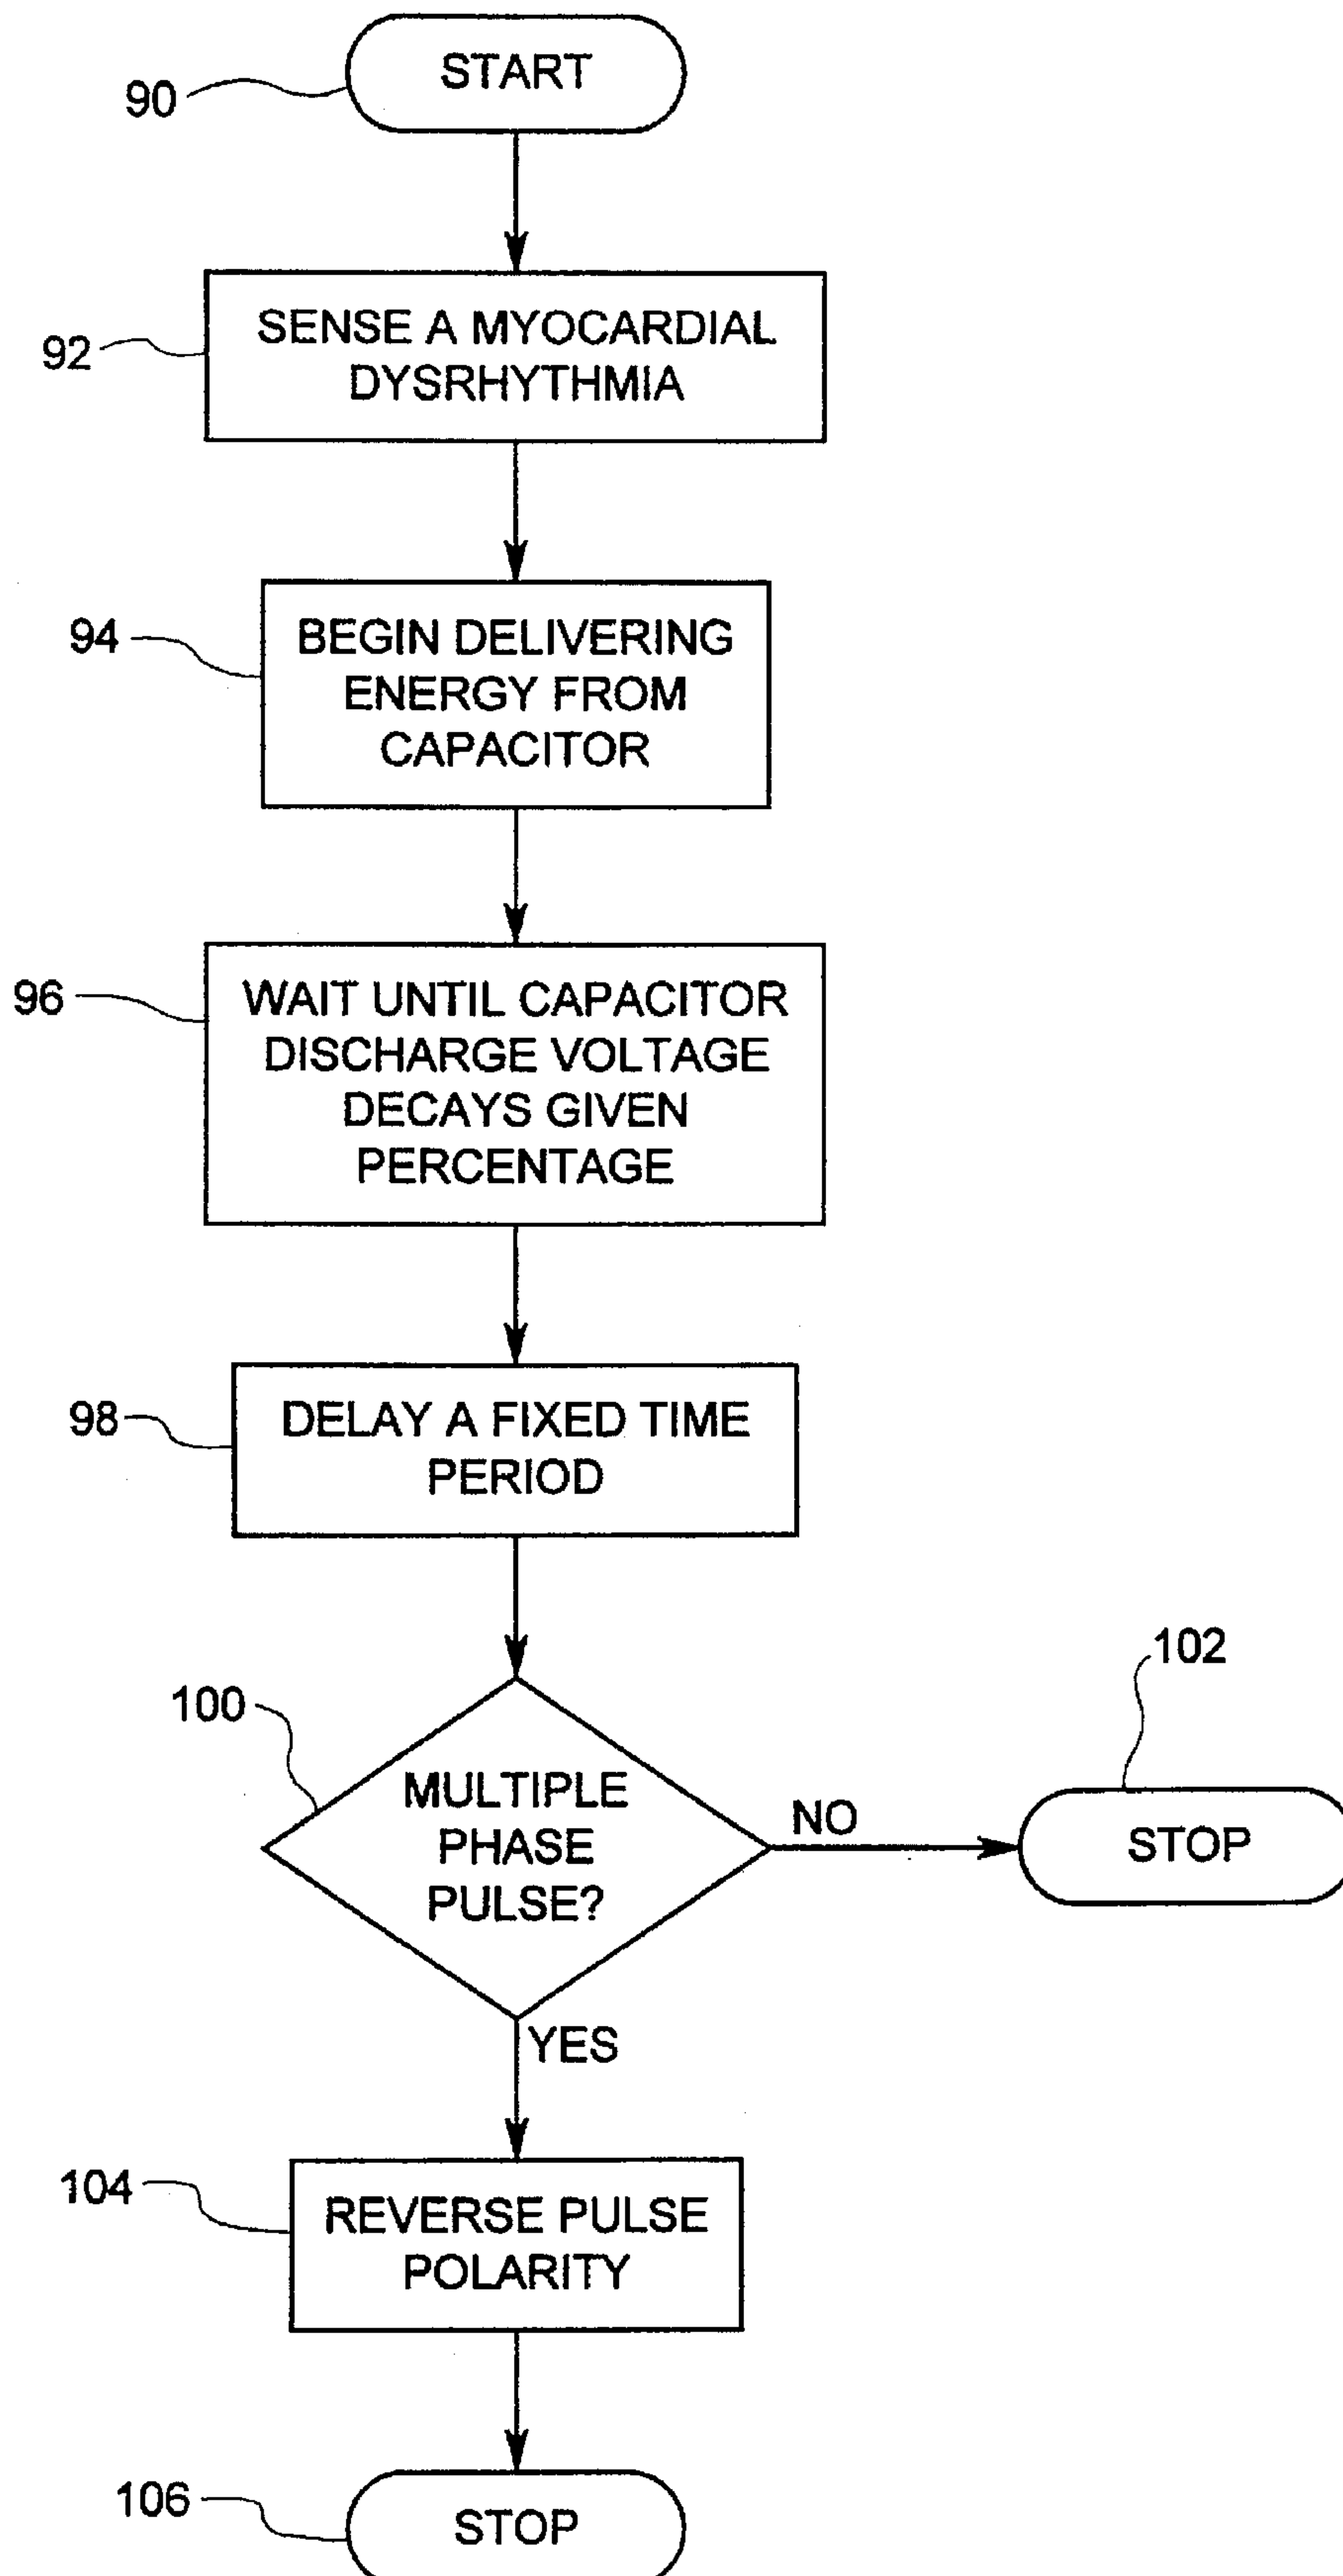 START
90
SENSE A MYOCARDIAL
DYSRHYTHMIA
92
BEGIN DELIVERING
ENERGY FROM
CAPACITOR
94
WAIT UNTIL CAPACITOR
DISCHARGE VOLTAGE
DECAYS GIVEN
PERCENTAGE
96
DELAY A FIXED TIME
PERIOD
98
100
MULTIPLE
PHASE
PULSE?
NO
102
STOP
YES
104
REVERSE PULSE
POLARITY
106
STOP